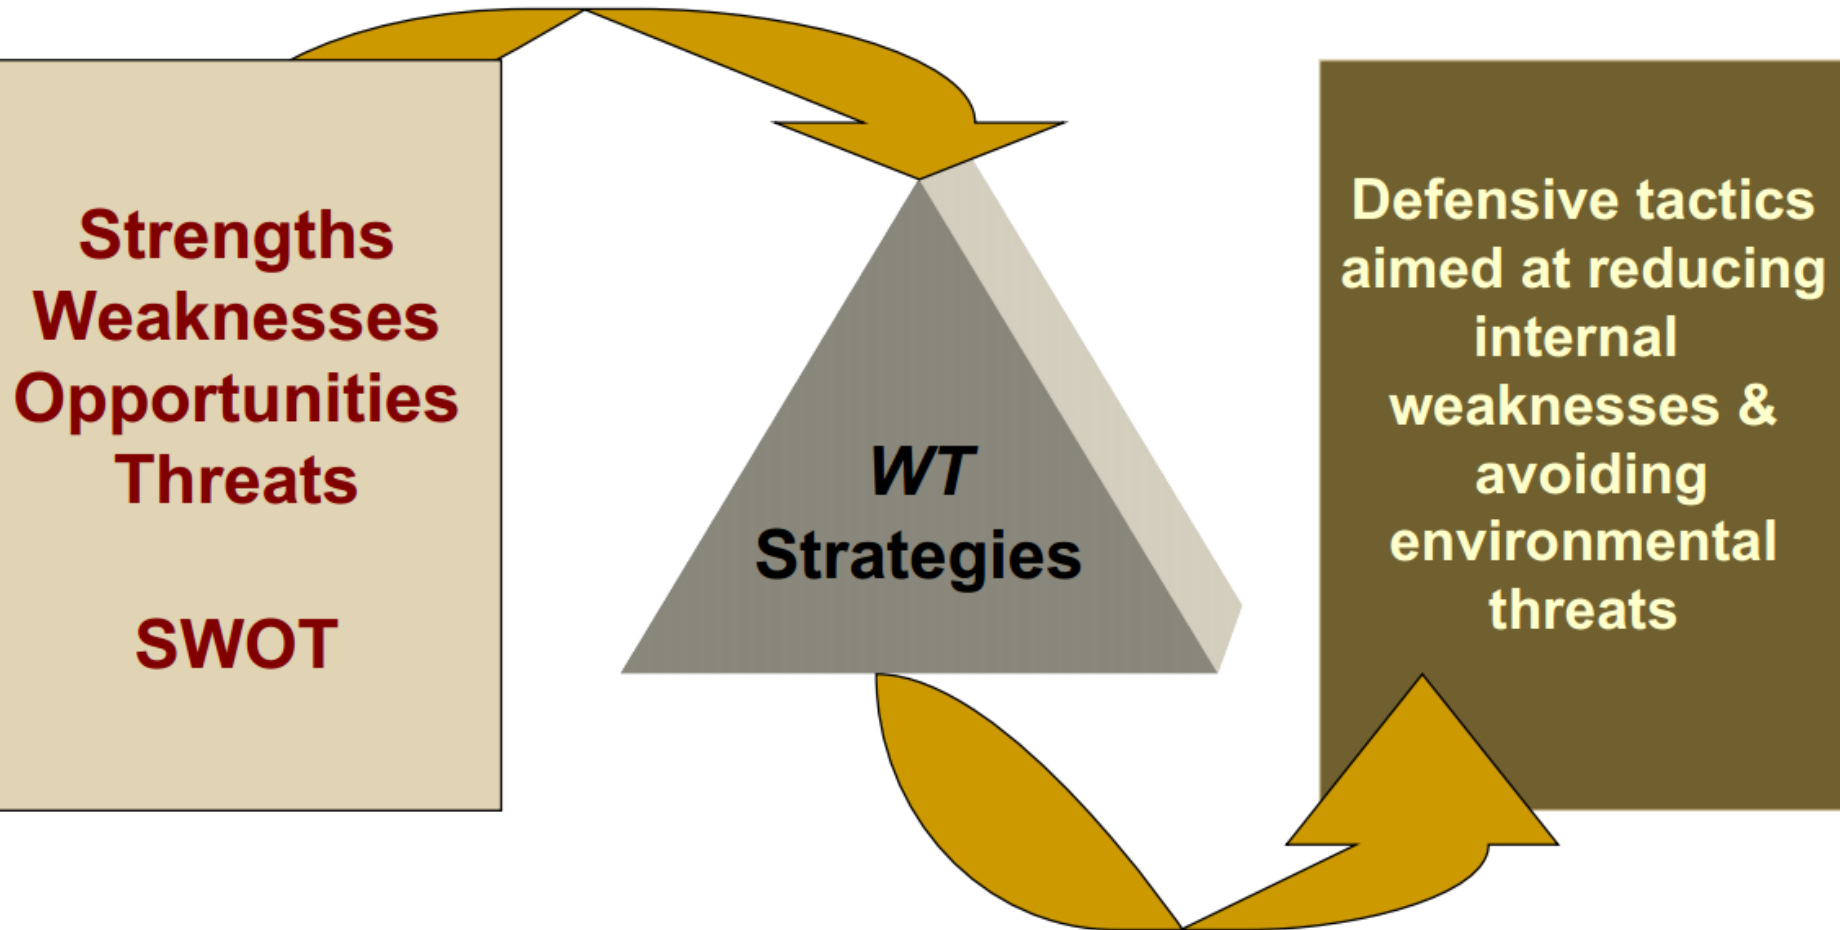 Strengths
Weaknesses
Opportunities
Threats
SWOT
WT
Strategies
Defensive tactics
aimed at reducing
internal
weaknesses &
avoiding
environmental
threats